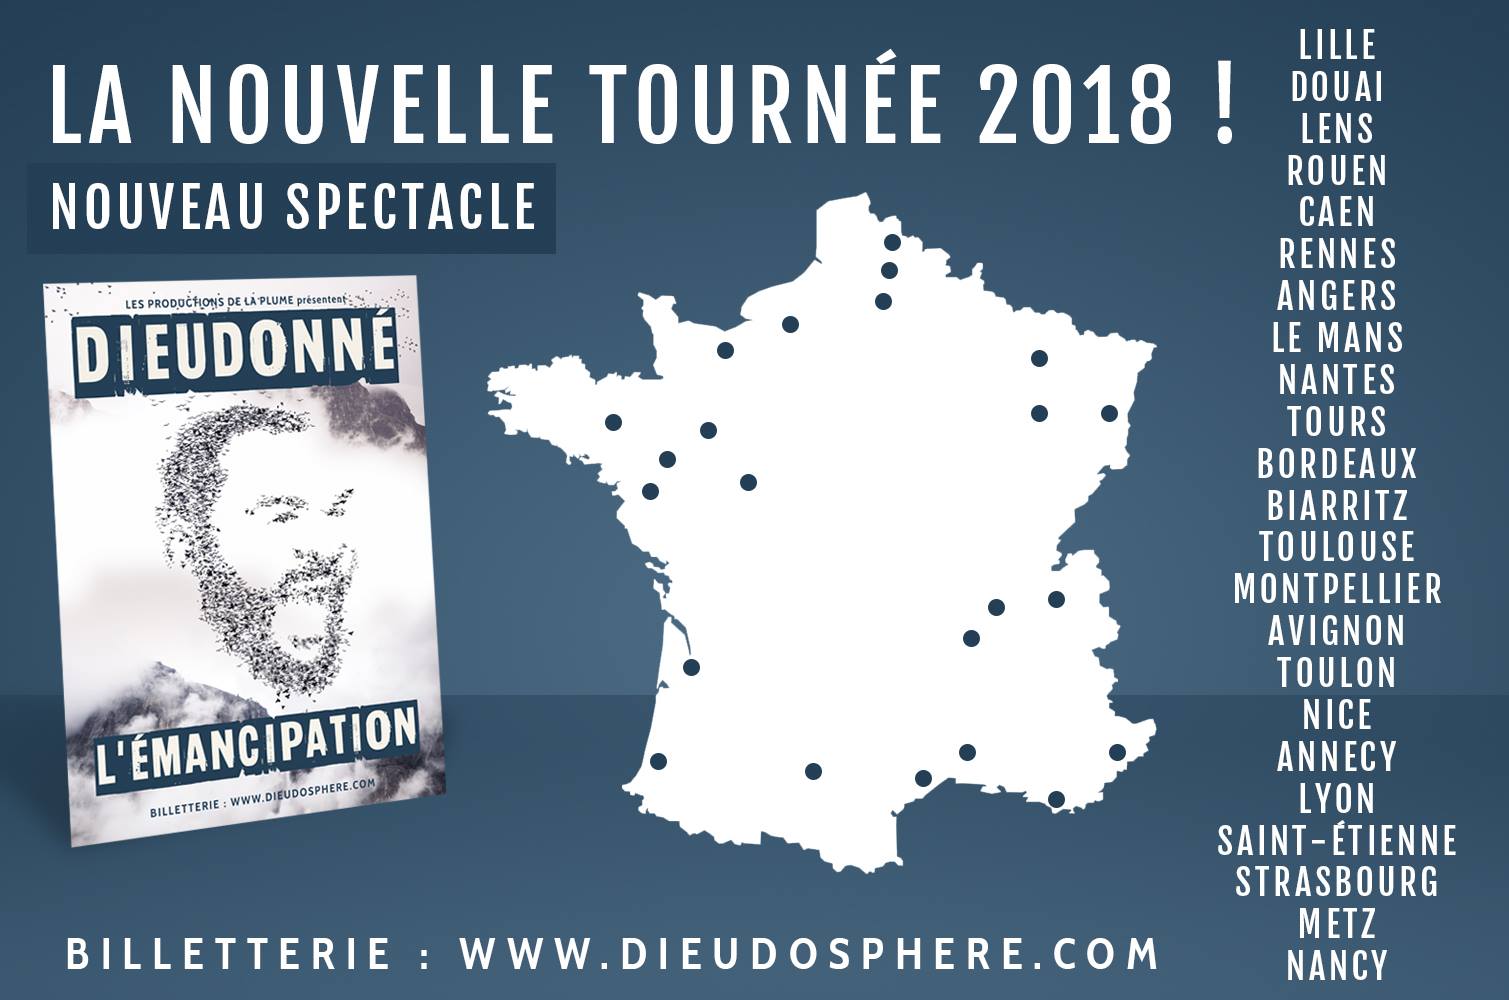 LA NOUVELLE TOURNÉE 2018 !
NOUVEAU SPECTACLE
LES PRODUCTIONS DE LA PLUME présentent
DIEUDONNÉ
L'ÉMANCIPATION
BILLETTERIE : WWW.DIEUDOSPHERE.COM
LILLE
DOUAI
LENS
ROUEN
CAEN
RENNES
ANGERS
LE MANS
NANTES
TOURS
BORDEAUX
BIARRITZ
TOULOUSE
MONTPELLIER
AVIGNON
TOULON
NICE
ANNECY
LYON
SAINT-ÉTIENNE
STRASBOURG
METZ
NANCY
BILLETTERIE : WWW.DIEUDOSPHERE.COM